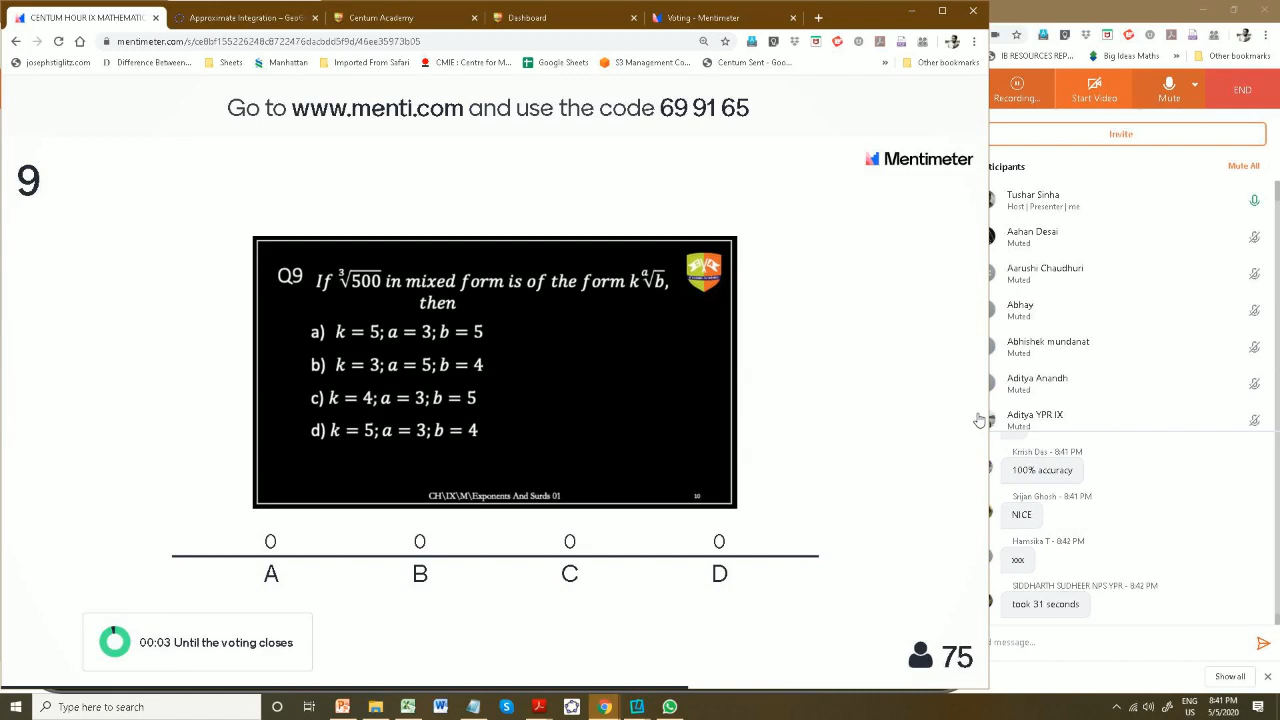 CENTUM HOUR IX MATHEMATIC
Approximate Integration – GeoG
Centum Academy
Dashboard
Voting - Mentimeter
josephstiglitz.com
Difference Between...
Sheets
Manhattan
Imported From Safari
CMIE : Centre for M...
Google Sheets
S3 Management Co...
Centum Sent - Goo...
»
Other bookmarks
IB RESOURCES REP...
Big Ideas Maths
»
Other bookmarks
Go to www.menti.com and use the code 69 91 65
Mentimeter
9
Q9 If ∛500 in mixed form is of the form k ᵃ√b,
then
a) k = 5; a = 3; b = 5
b) k = 3; a = 5; b = 4
c) k = 4; a = 3; b = 5
d) k = 5; a = 3; b = 4
CH\IX\M\Exponents And Surds 01
10
0 0 0 0
A B C D
00:03 Until the voting closes
75
Recording...
Start Video
Mute
END
Invite
ticipants
Mute All
Tushar Sinha
Host | Presenter | me
Aahan Desai
Muted
Aarushi Chaudhuri
Muted
Abhay
Muted
Abhishek mundanat
Muted
Aditya Anandh
Muted
Aditya YPR IX
Muted
Krrish Das - 8:41 PM
100% accuracy
Srijan Ghosh - 8:41 PM
NICE
Hamsika T - 8:42 PM
xxx
SIDDHARTH SUDHEER NPS YPR - 8:42 PM
took 31 seconds
message...
Show all
Type here to search
ENG
US
8:41 PM
5/5/2020